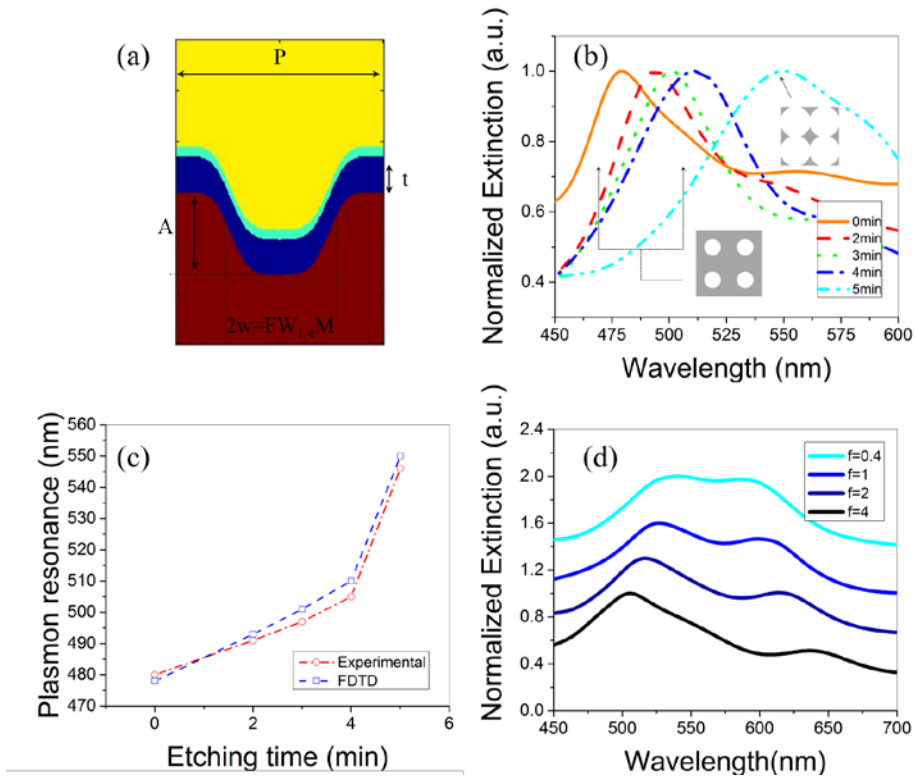 (a)
P
t
A
2w=FW1/eM
(b)
Normalized Extinction (a.u.)
1.0
0.8
0.6
0.4
0min
2min
3min
4min
5min
450 475 500 525 550 575 600
Wavelength (nm)
(c)
Plasmon resonance (nm)
560
550
540
530
520
510
500
490
480
470
Experimental
FDTD
0 2 4 6
Etching time (min)
(d)
Normalized Extinction (a.u.)
2.4
2.0
1.6
1.2
0.8
0.4
0.0
f=0.4
f=1
f=2
f=4
450 500 550 600 650 700
Wavelength(nm)